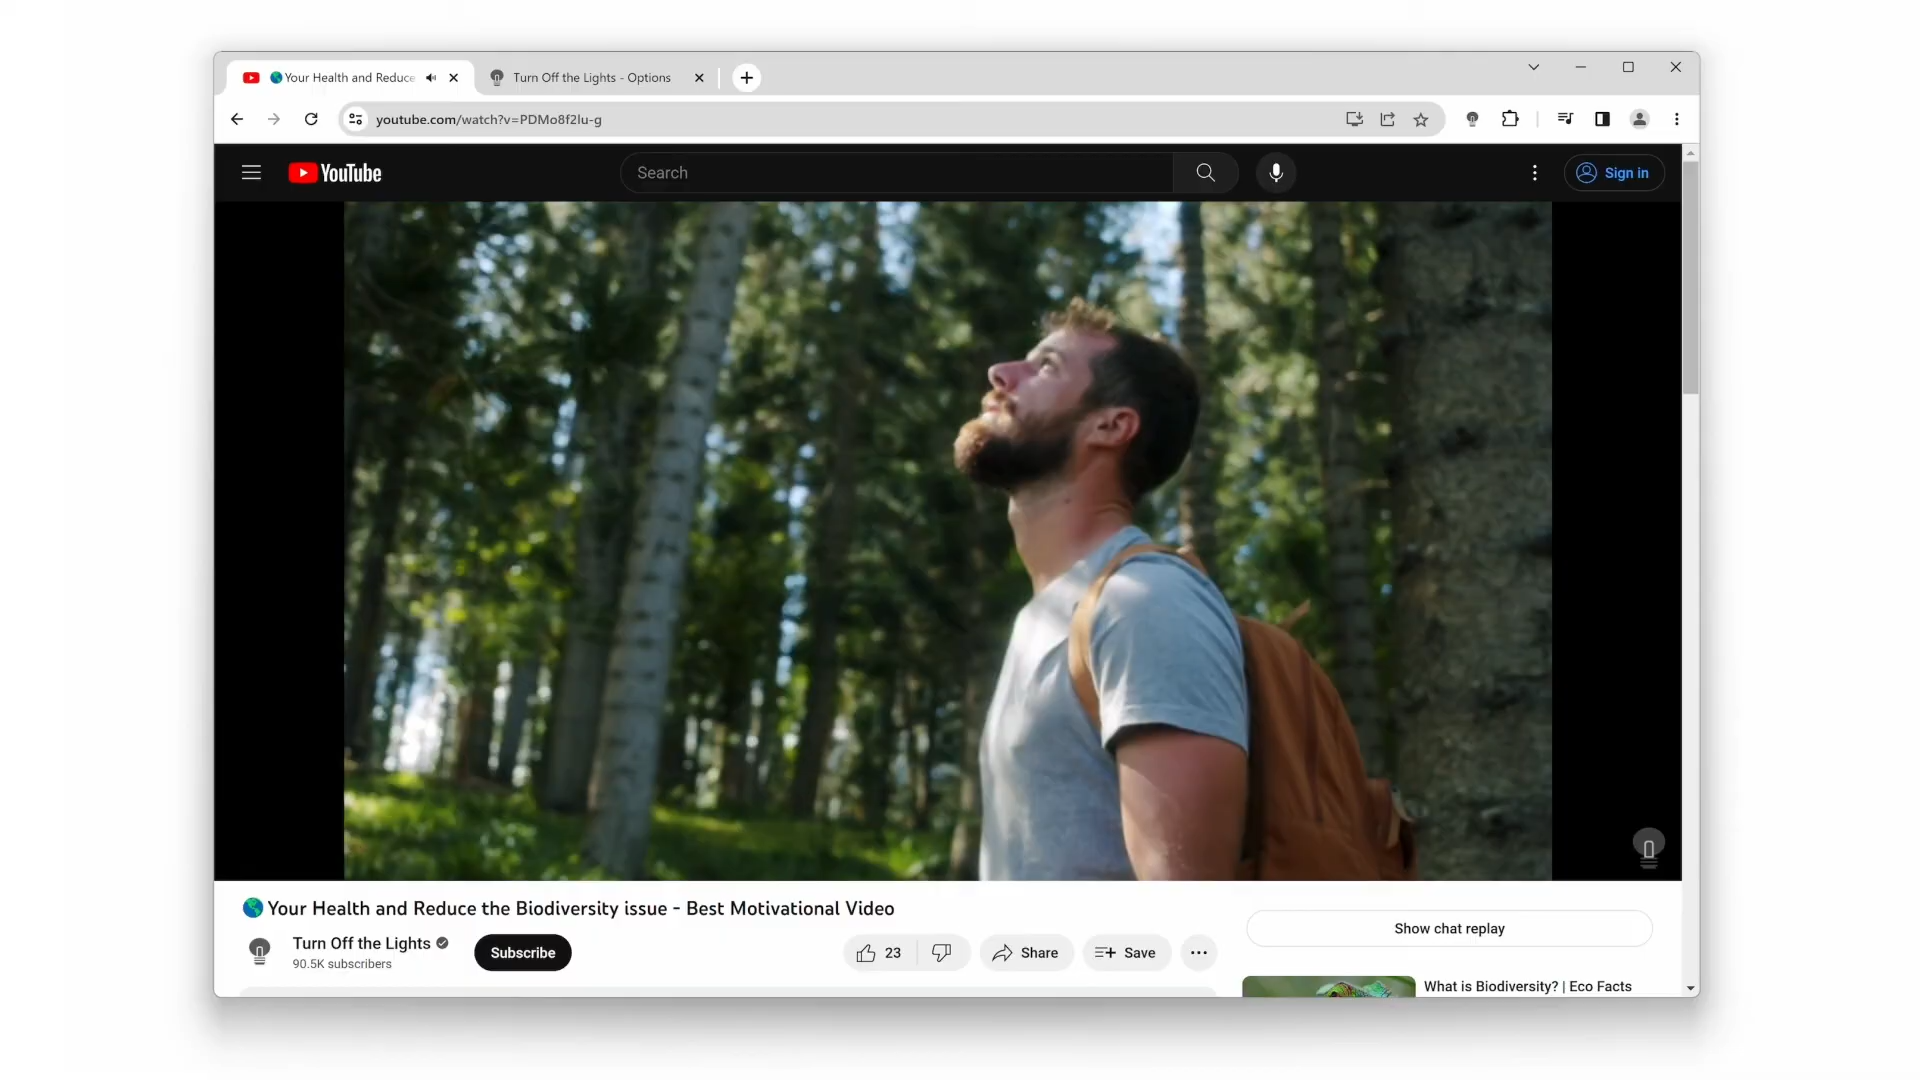 Your Health and Reduce
Turn Off the Lights - Options
youtube.com/watch?v=PDMo8f2lu-g
YouTube
Search
Sign in
Your Health and Reduce the Biodiversity issue - Best Motivational Video
Turn Off the Lights
90.5K subscribers
Subscribe
23
Share
Save
Show chat replay
What is Biodiversity? | Eco Facts